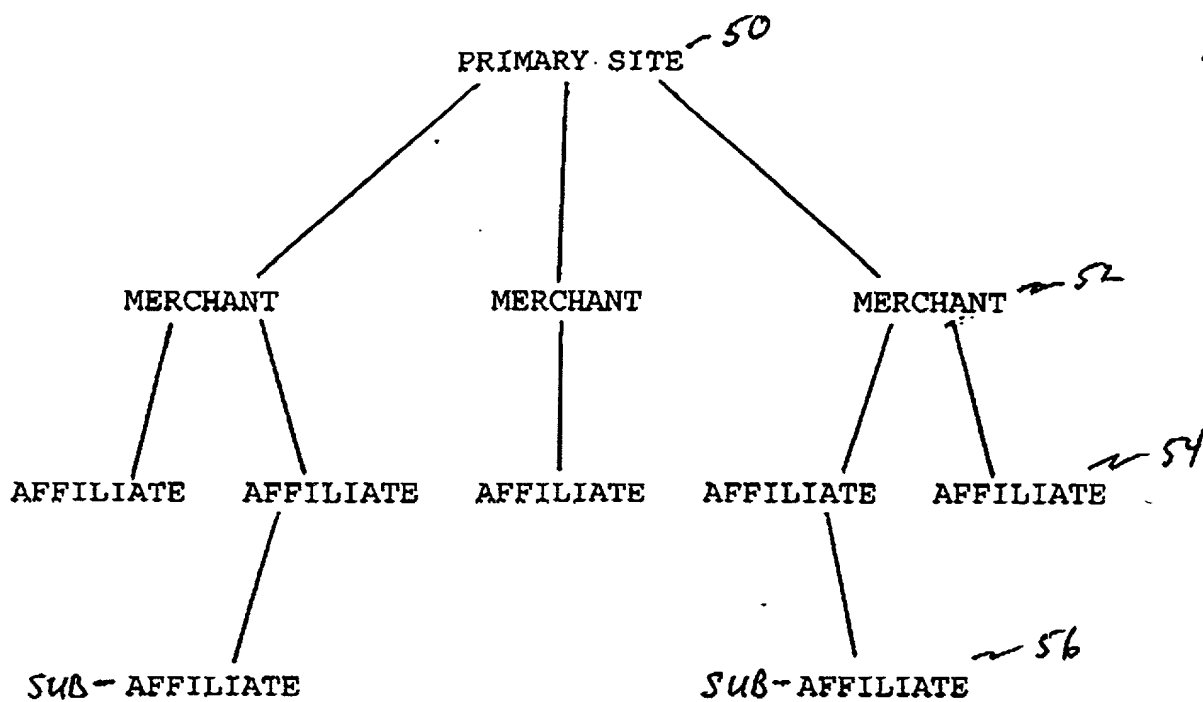 PRIMARY SITE 50
MERCHANT MERCHANT MERCHANT 52
AFFILIATE AFFILIATE AFFILIATE AFFILIATE AFFILIATE 54
SUB-AFFILIATE SUB-AFFILIATE 56